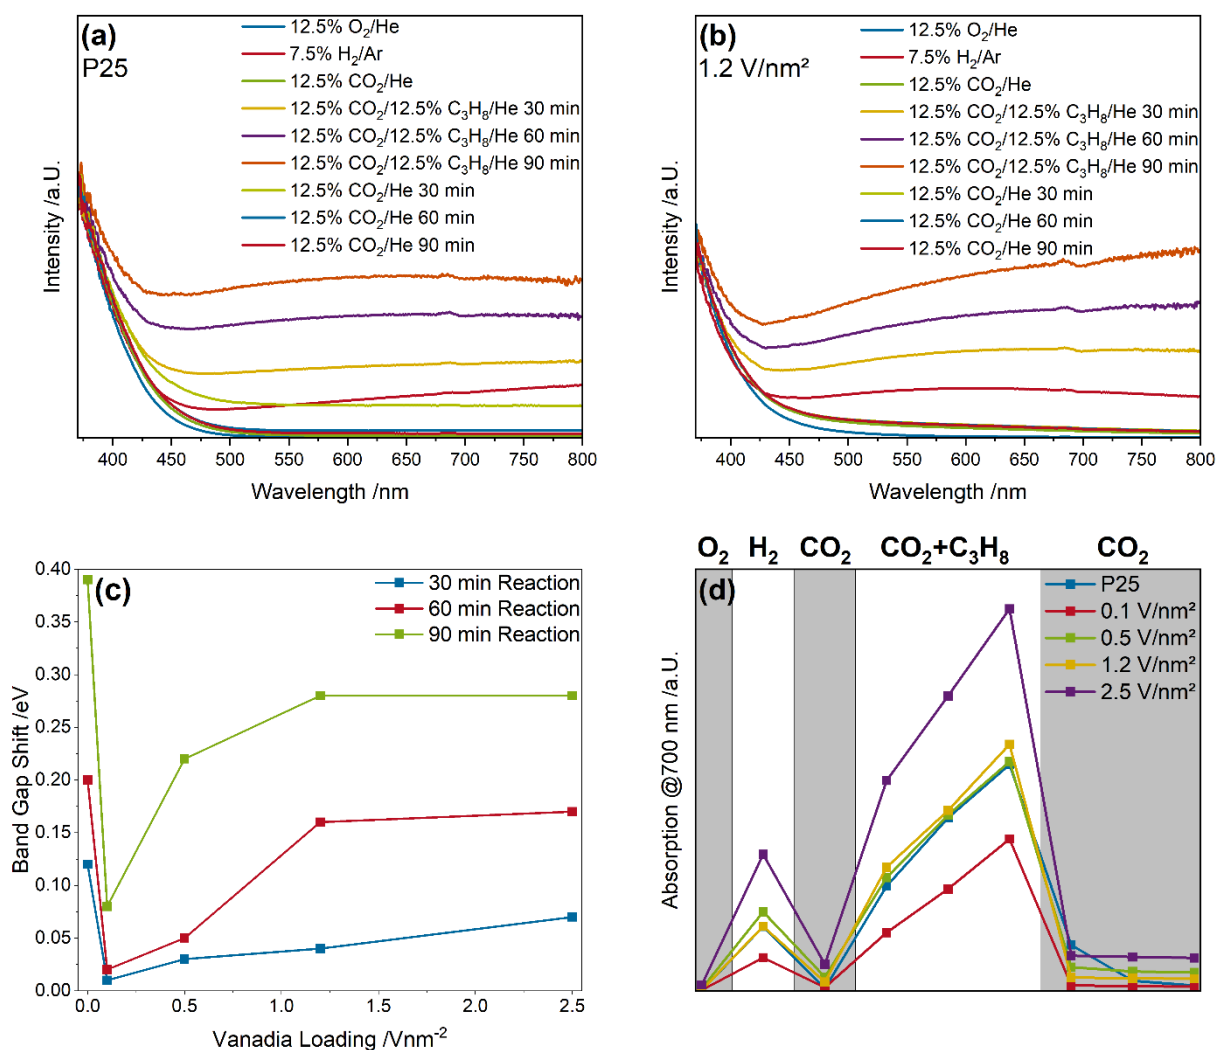 (a)
P25
12.5% O₂/He
7.5% H₂/Ar
12.5% CO₂/He
12.5% CO₂/12.5% C₃H₈/He 30 min
12.5% CO₂/12.5% C₃H₈/He 60 min
12.5% CO₂/12.5% C₃H₈/He 90 min
12.5% CO₂/He 30 min
12.5% CO₂/He 60 min
12.5% CO₂/He 90 min
Intensity /a.U.
400 450 500 550 600 650 700 750 800
Wavelength /nm
(b)
1.2 V/nm²
12.5% O₂/He
7.5% H₂/Ar
12.5% CO₂/He
12.5% CO₂/12.5% C₃H₈/He 30 min
12.5% CO₂/12.5% C₃H₈/He 60 min
12.5% CO₂/12.5% C₃H₈/He 90 min
12.5% CO₂/He 30 min
12.5% CO₂/He 60 min
12.5% CO₂/He 90 min
Intensity /a.U.
400 450 500 550 600 650 700 750 800
Wavelength /nm
(c)
30 min Reaction
60 min Reaction
90 min Reaction
Band Gap Shift /eV
0.40
0.35
0.30
0.25
0.20
0.15
0.10
0.05
0.00
0.0 0.5 1.0 1.5 2.0 2.5
Vanadia Loading /Vnm⁻²
O₂ H₂ CO₂ CO₂+C₃H₈ CO₂
(d)
P25
0.1 V/nm²
0.5 V/nm²
1.2 V/nm²
2.5 V/nm²
Absorption @700 nm /a.U.